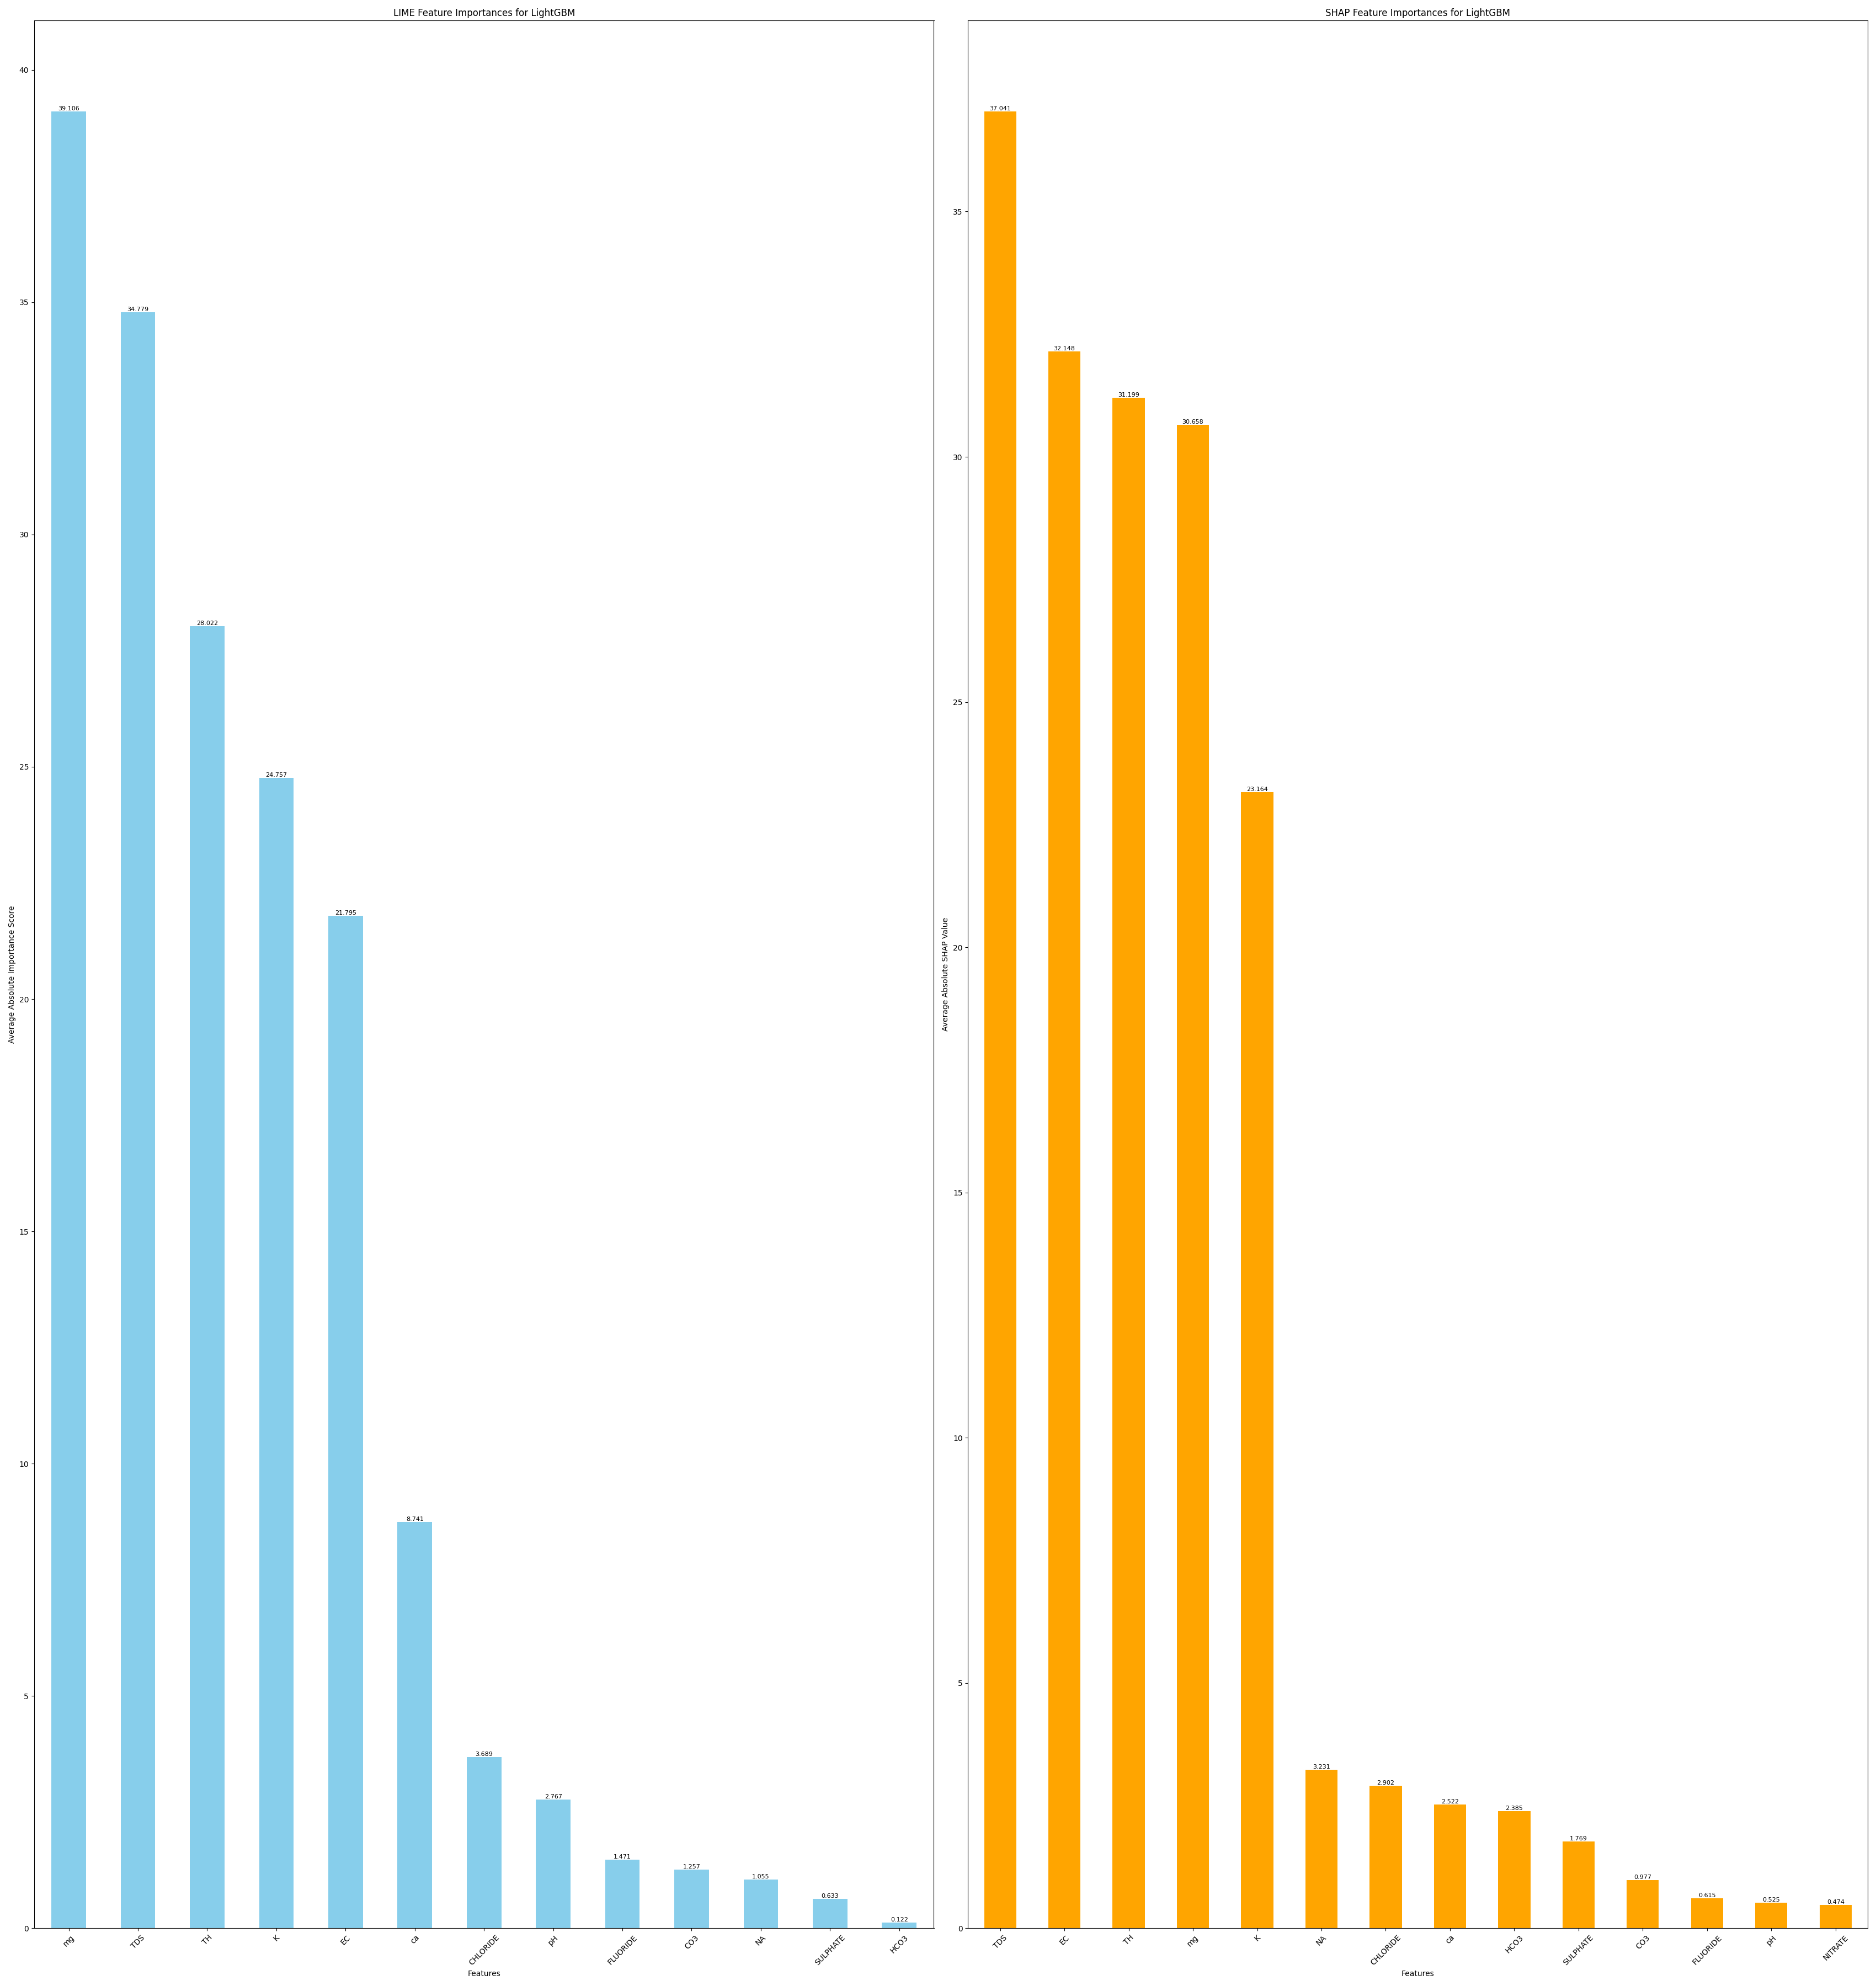 LIME Feature Importances for LightGBM
Average Absolute Importance Score
40
35
30
25
20
15
10
5
0
39.106
34.779
28.022
24.757
21.795
8.741
3.689
2.767
1.471
1.257
1.055
0.633
0.122
mg
TDS
TH
K
EC
ca
CHLORIDE
pH
FLUORIDE
CO3
NA
SULPHATE
HCO3
Features
SHAP Feature Importances for LightGBM
Average Absolute SHAP Value
35
30
25
20
15
10
5
0
37.041
32.148
31.199
30.658
23.164
3.231
2.902
2.522
2.385
1.769
0.977
0.615
0.525
0.474
TDS
EC
TH
mg
K
NA
CHLORIDE
ca
HCO3
SULPHATE
CO3
FLUORIDE
pH
NITRATE
Features